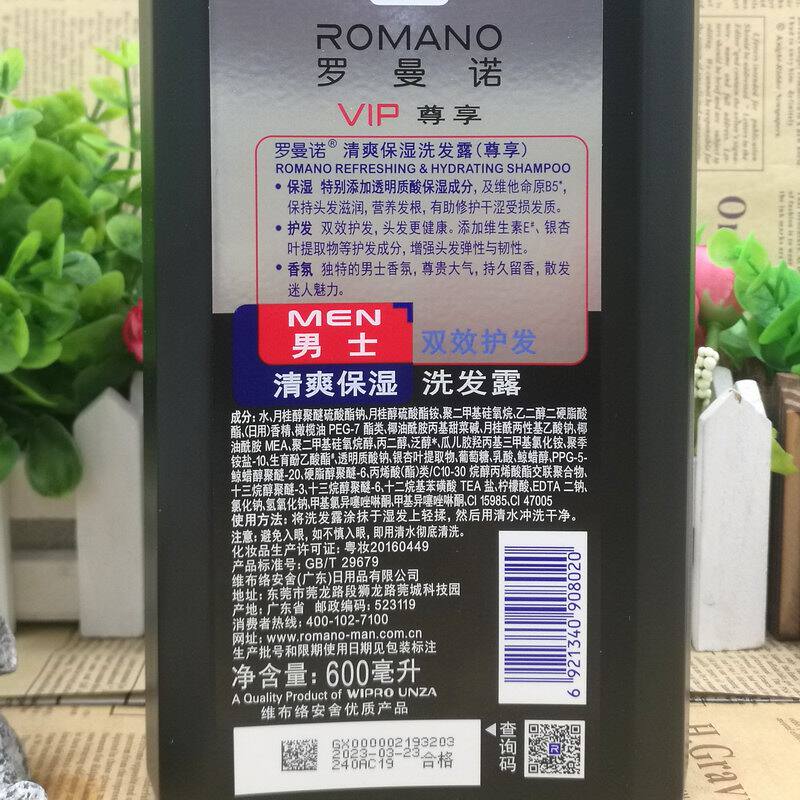 ROMANO
罗曼诺
VIP 尊享
罗曼诺® 清爽保湿洗发露(尊享)
ROMANO REFRESHING & HYDRATING SHAMPOO
• 保湿 特别添加透明质酸保湿成分, 及维他命原B5*,
保持头发滋润, 营养发根, 有助修护干涩受损发质。
• 护发 双效护发, 头发更健康。添加维生素E#、银杏
叶提取物等护发成分, 增强头发弹性与韧性。
• 香氛 独特的男士香氛, 尊贵大气, 持久留香, 散发
迷人魅力。
MEN
男士
双效护发
清爽保湿 洗发露
成分: 水,月桂醇聚醚硫酸酯钠,月桂醇硫酸酯铵,聚二甲基硅氧烷,乙二醇二硬脂酸
酯,(日用)香精,橄榄油 PEG-7 酯类,椰油酰胺丙基甜菜碱,月桂酰两性基乙酸钠,椰
油酰胺 MEA,聚二甲基硅氧烷醇,丙二醇,泛醇*,瓜儿胶羟丙基三甲基氯化铵,聚季
铵盐-10,生育酚乙酸酯#,透明质酸钠,银杏叶提取物,葡萄糖,乳酸,鲸蜡醇,PPG-5-
鲸蜡醇聚醚-20,硬脂醇聚醚-6,丙烯酸(酯)类/C10-30 烷醇丙烯酸酯交联聚合物,
十三烷醇聚醚-3,十三烷醇聚醚-6,十二烷基苯磺酸 TEA 盐,柠檬酸,EDTA 二钠,
氯化钠,氢氧化钠,甲基氯异噻唑啉酮,甲基异噻唑啉酮,CI 15985,CI 47005
使用方法: 将洗发露涂抹于湿发上轻揉, 然后用清水冲洗干净。
注意: 避免入眼, 如不慎入眼, 即用清水彻底清洗。
化妆品生产许可证: 粤妆20160449
产品标准号: GB/T 29679
维布络安舍(广东)日用品有限公司
地址: 东莞市莞龙路段狮龙路莞城科技园
产地: 广东省 邮政编码: 523119
消费者热线: 400-102-7100
网址: www.romano-man.com.cn
生产批号和限期使用日期见包装标注
净含量: 600毫升
A Quality Product of WIPRO UNZA
维布络安舍优质产品
6 921340 908020
查询码
GX000002193203
2023-03-23
240AC19 合格
H.Grav